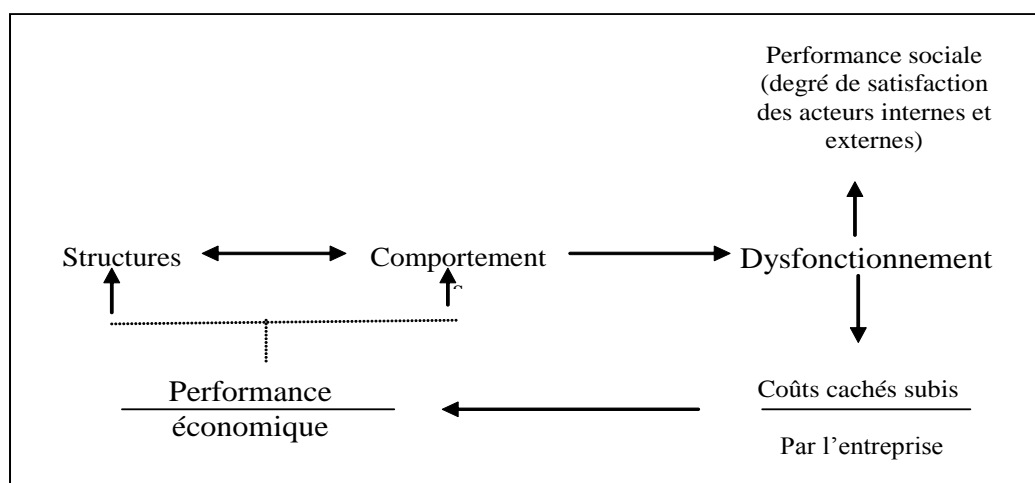 Performance sociale
(degré de satisfaction
des acteurs internes et
externes)
Structures
Comportement
Dysfonctionnement
Performance
économique
Coûts cachés subis
Par l’entreprise